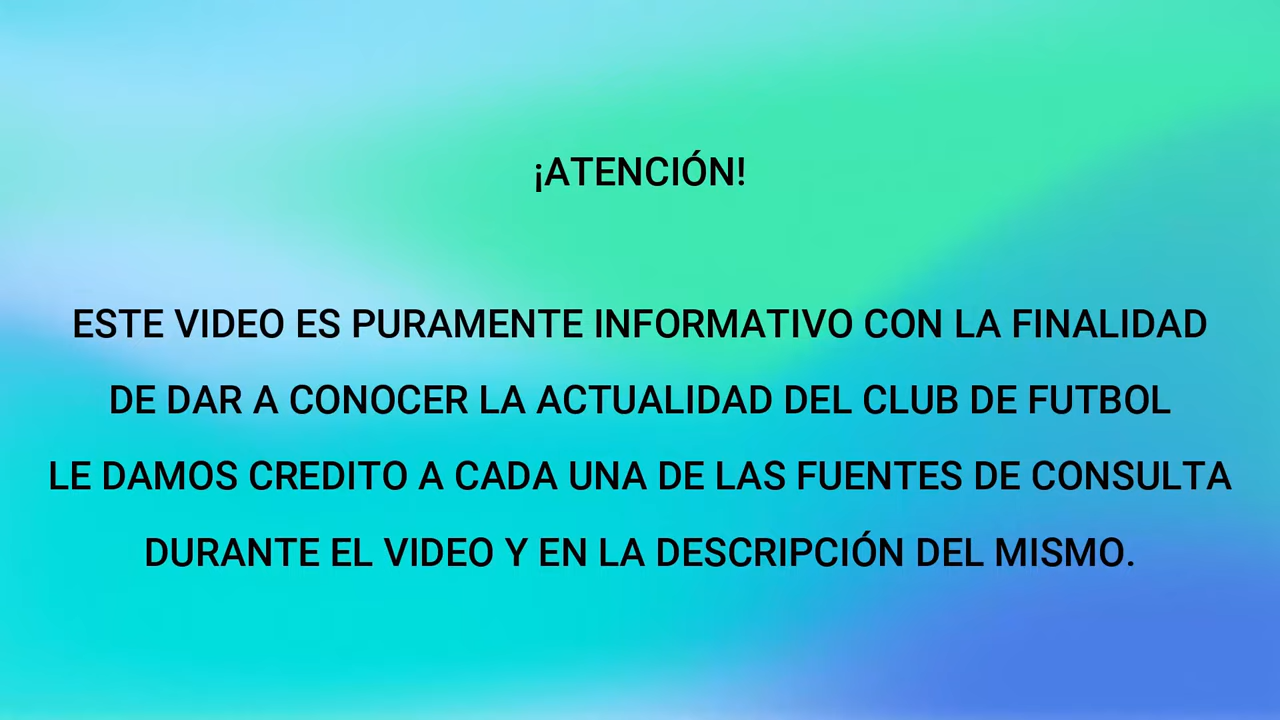 ¡ATENCIÓN!
ESTE VIDEO ES PURAMENTE INFORMATIVO CON LA FINALIDAD
DE DAR A CONOCER LA ACTUALIDAD DEL CLUB DE FUTBOL
LE DAMOS CREDITO A CADA UNA DE LAS FUENTES DE CONSULTA
DURANTE EL VIDEO Y EN LA DESCRIPCIÓN DEL MISMO.